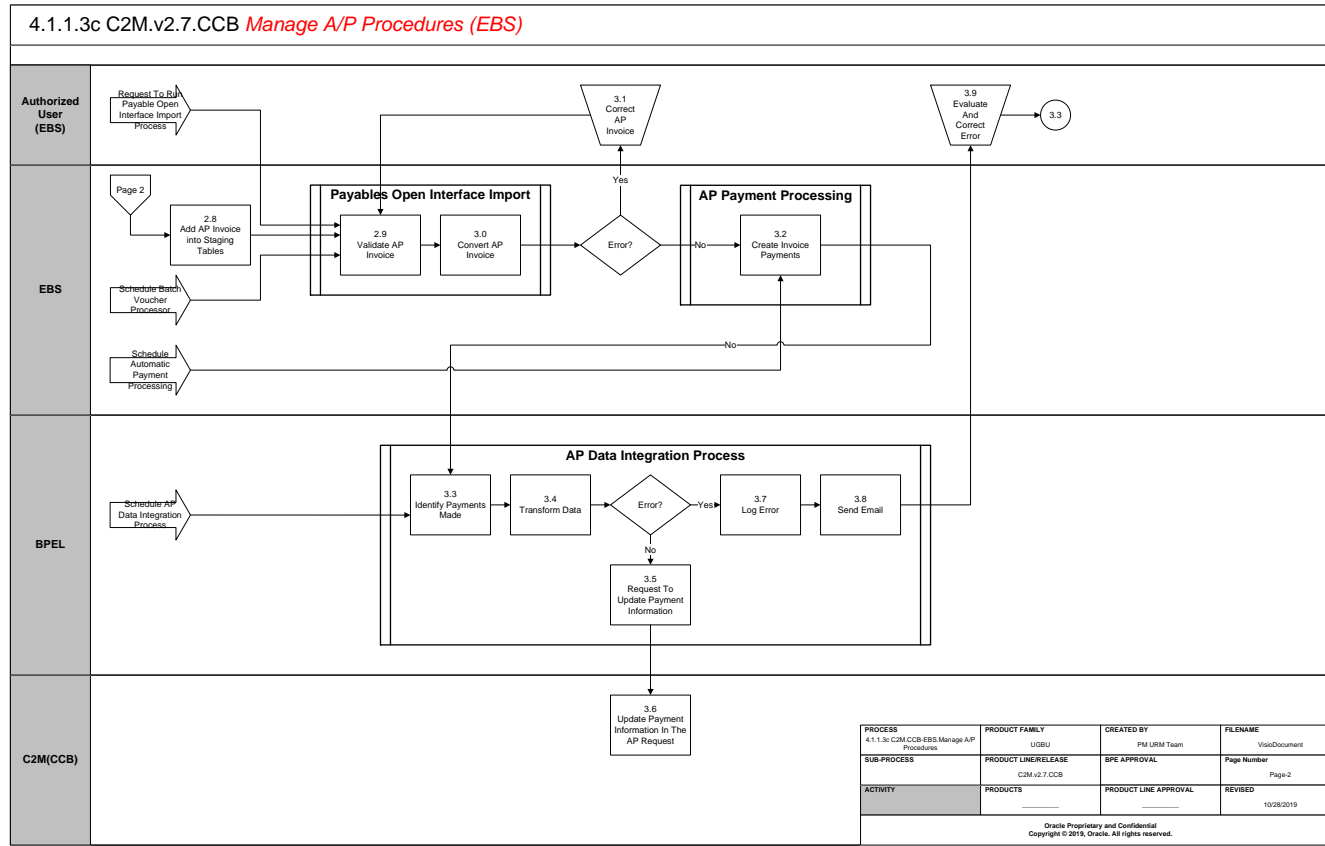 4.1.1.3c C2M.v2.7.CCB Manage A/P Procedures (EBS)
Authorized
User
(EBS)
Request To Run
Payable Open
Interface Import
Process
3.1
Correct
AP
Invoice
3.9
Evaluate
And
Correct
Error
3.3
EBS
Page 2
2.8
Add AP Invoice
into Staging
Tables
Schedule Batch
Voucher
Processor
Schedule
Automatic
Payment
Processing
Payables Open Interface Import
2.9
Validate AP
Invoice
3.0
Convert AP
Invoice
Error?
Yes
No
AP Payment Processing
3.2
Create Invoice
Payments
No
BPEL
Schedule AP
Data Integration
Process
AP Data Integration Process
3.3
Identify Payments
Made
3.4
Transform Data
Error?
Yes
3.7
Log Error
3.8
Send Email
No
3.5
Request To
Update Payment
Information
C2M(CCB)
3.6
Update Payment
Information In The
AP Request
PROCESS
4.1.1.3c C2M.CCB-EBS.Manage A/P
Procedures
PRODUCT FAMILY
UGBU
CREATED BY
PM URM Team
FILENAME
VisioDocument
SUB-PROCESS
PRODUCT LINE/RELEASE
C2M.v2.7.CCB
BPE APPROVAL
Page Number
Page-2
ACTIVITY
PRODUCTS
PRODUCT LINE APPROVAL
REVISED
10/28/2019
Oracle Proprietary and Confidential
Copyright © 2019, Oracle. All rights reserved.